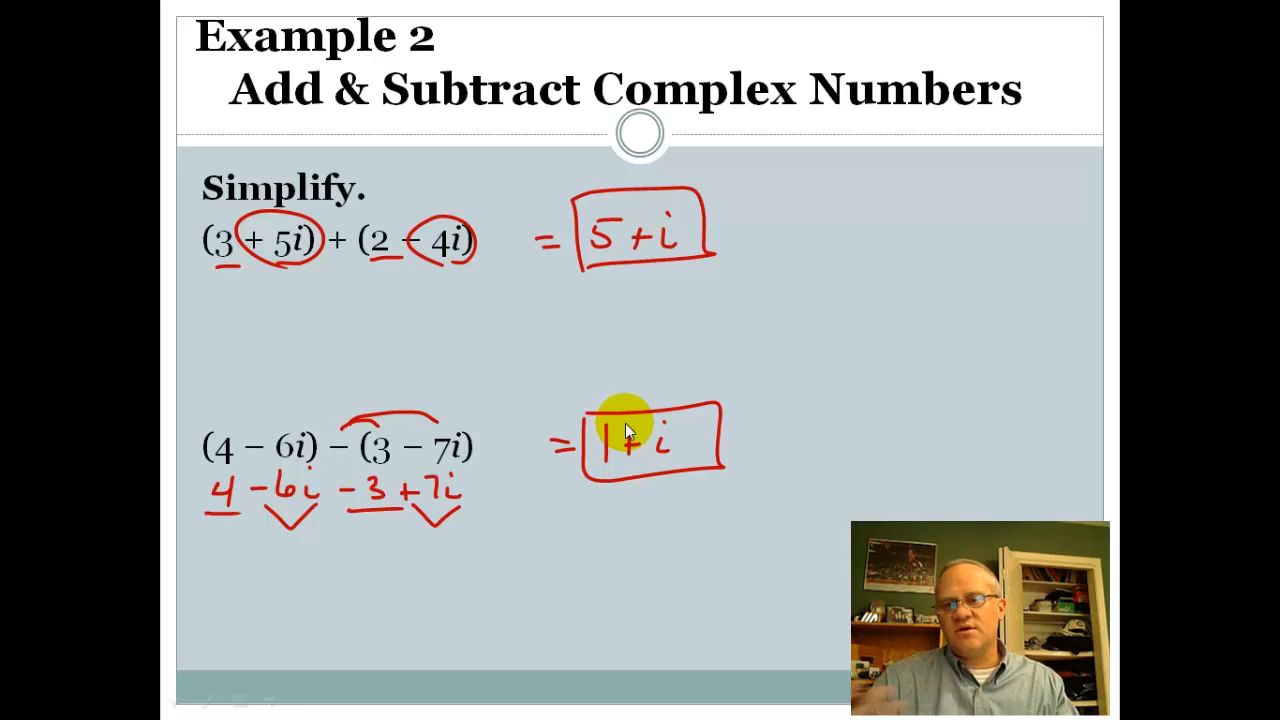 Example 2
Add & Subtract Complex Numbers
Simplify.
(3 + 5i) + (2 − 4i) = 5 + i
(4 − 6i) − (3 − 7i) = 1 + i
4 − 6i − 3 + 7i